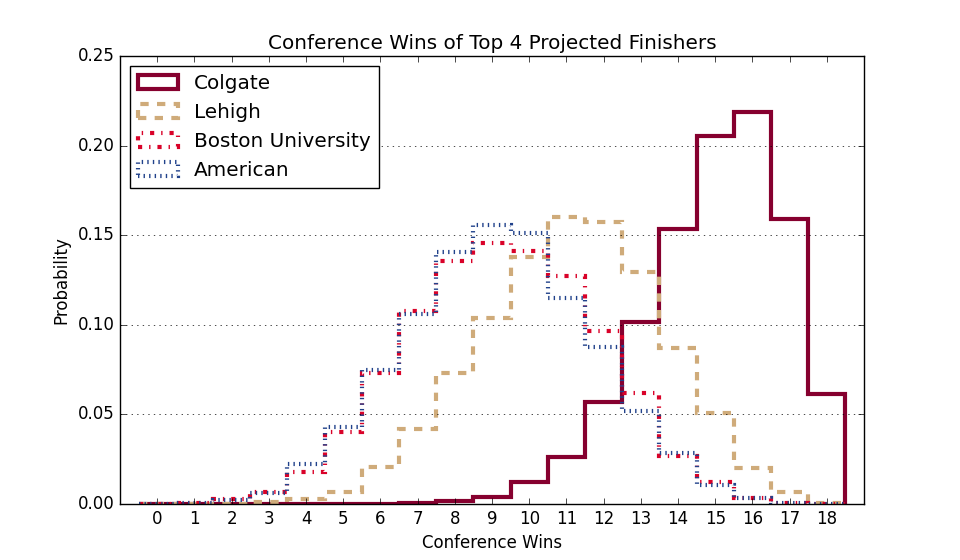 Conference Wins of Top 4 Projected Finishers
0.25
0.20
0.15
0.10
0.05
0.00
Probability
Colgate
Lehigh
Boston University
American
0 1 2 3 4 5 6 7 8 9 10 11 12 13 14 15 16 17 18
Conference Wins